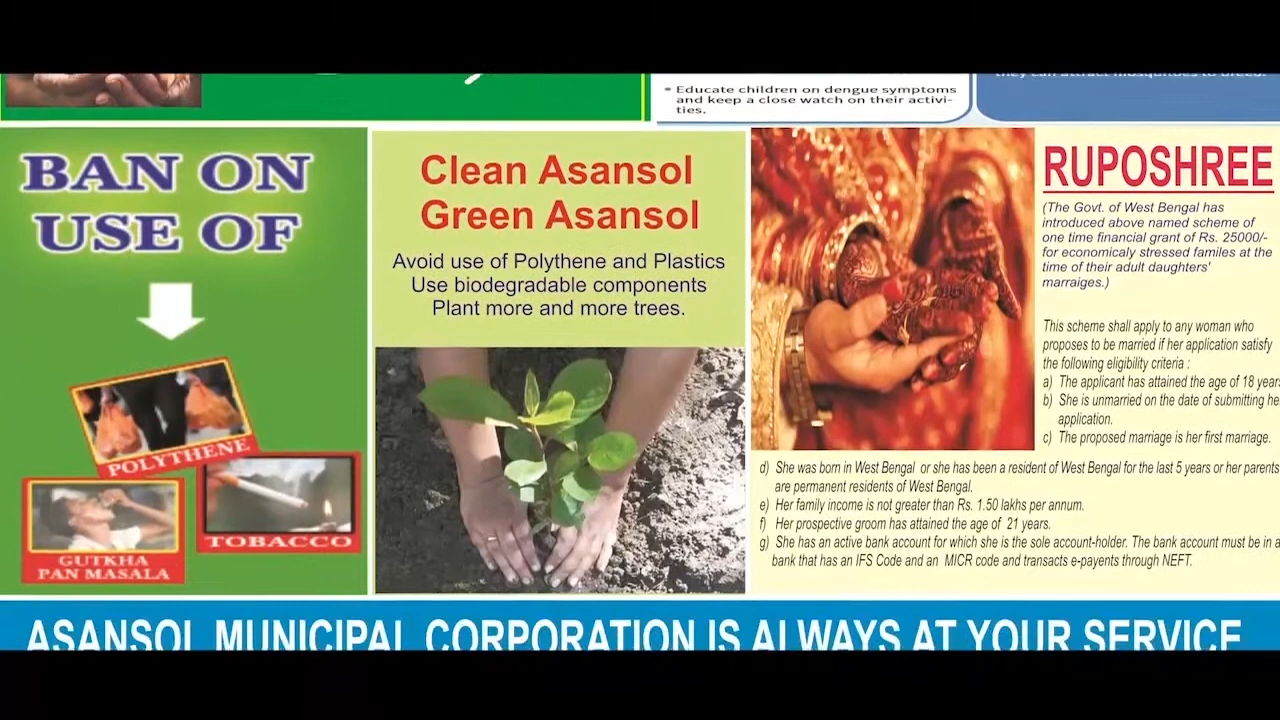 they can attract mosquitoes to breed.
• Educate children on dengue symptoms
and keep a close watch on their activi-
ties.
BAN ON
USE OF
POLYTHENE
GUTKHA
PAN MASALA
TOBACCO
Clean Asansol
Green Asansol
Avoid use of Polythene and Plastics
Use biodegradable components
Plant more and more trees.
RUPOSHREE
(The Govt. of West Bengal has
introduced above named scheme of
one time financial grant of Rs. 25000/-
for economicaly stressed familes at the
time of their adult daughters'
marraiges.)
This scheme shall apply to any woman who
proposes to be married if her application satisfy
the following eligibility criteria :
a) The applicant has attained the age of 18 years
b) She is unmarried on the date of submitting he
application.
c) The proposed marriage is her first marriage.
d) She was born in West Bengal or she has been a resident of West Bengal for the last 5 years or her parents
are permanent residents of West Bengal.
e) Her family income is not greater than Rs. 1.50 lakhs per annum.
f) Her prospective groom has attained the age of 21 years.
g) She has an active bank account for which she is the sole account-holder. The bank account must be in a
bank that has an IFS Code and an MICR code and transacts e-payents through NEFT.
ASANSOL MUNICIPAL CORPORATION IS ALWAYS AT YOUR SERVICE